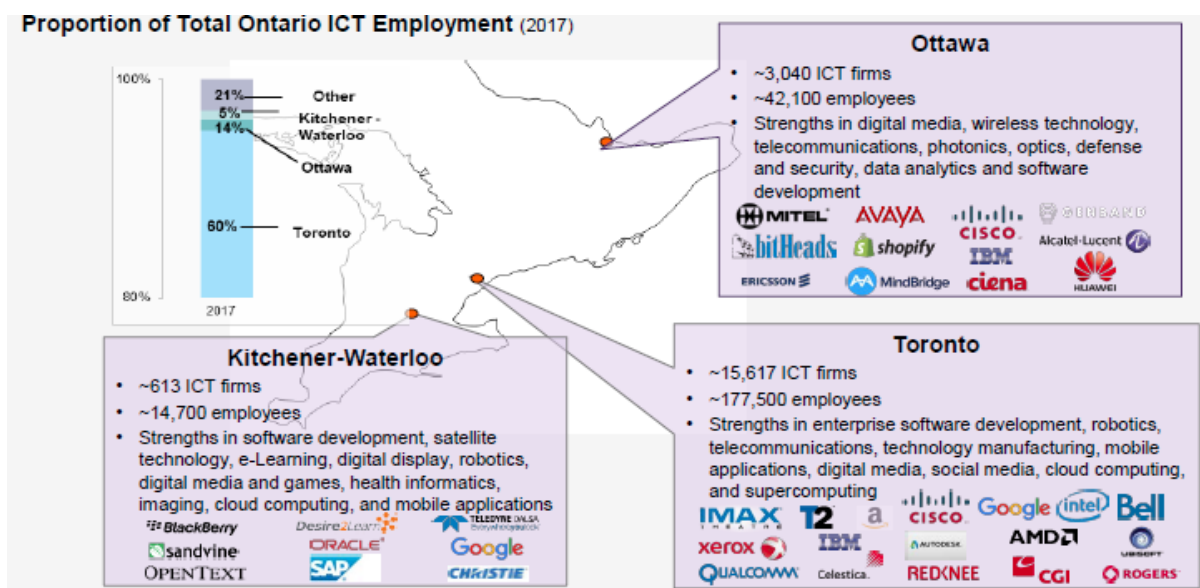 Proportion of Total Ontario ICT Employment (2017)
100%
21%
Other
5%
Kitchener -
Waterloo
14%
Ottawa
60%
Toronto
80%
2017
Ottawa
• ~3,040 ICT firms
• ~42,100 employees
• Strengths in digital media, wireless technology,
telecommunications, photonics, optics, defense
and security, data analytics and software
development
MITEL
AVAYA
CISCO
GENBAND
bitHeads
shopify
IBM
Alcatel-Lucent
ERICSSON
MindBridge
ciena
HUAWEI
Kitchener-Waterloo
• ~613 ICT firms
• ~14,700 employees
• Strengths in software development, satellite
technology, e-Learning, digital display, robotics,
digital media and games, health informatics,
imaging, cloud computing, and mobile applications
BlackBerry
Desire2Learn
TELEDYNE DALSA
sandvine
ORACLE
Google
OPENTEXT
SAP
CHRISTIE
Toronto
• ~15,617 ICT firms
• ~177,500 employees
• Strengths in enterprise software development, robotics,
telecommunications, technology manufacturing, mobile
applications, digital media, social media, cloud computing,
and supercomputing
IMAX
THEATRE
T2
a
CISCO
Google
intel
Bell
xerox
IBM
AUTODESK
AMD
UBISOFT
QUALCOMM
Celestica
REDKNEE
CGI
ROGERS